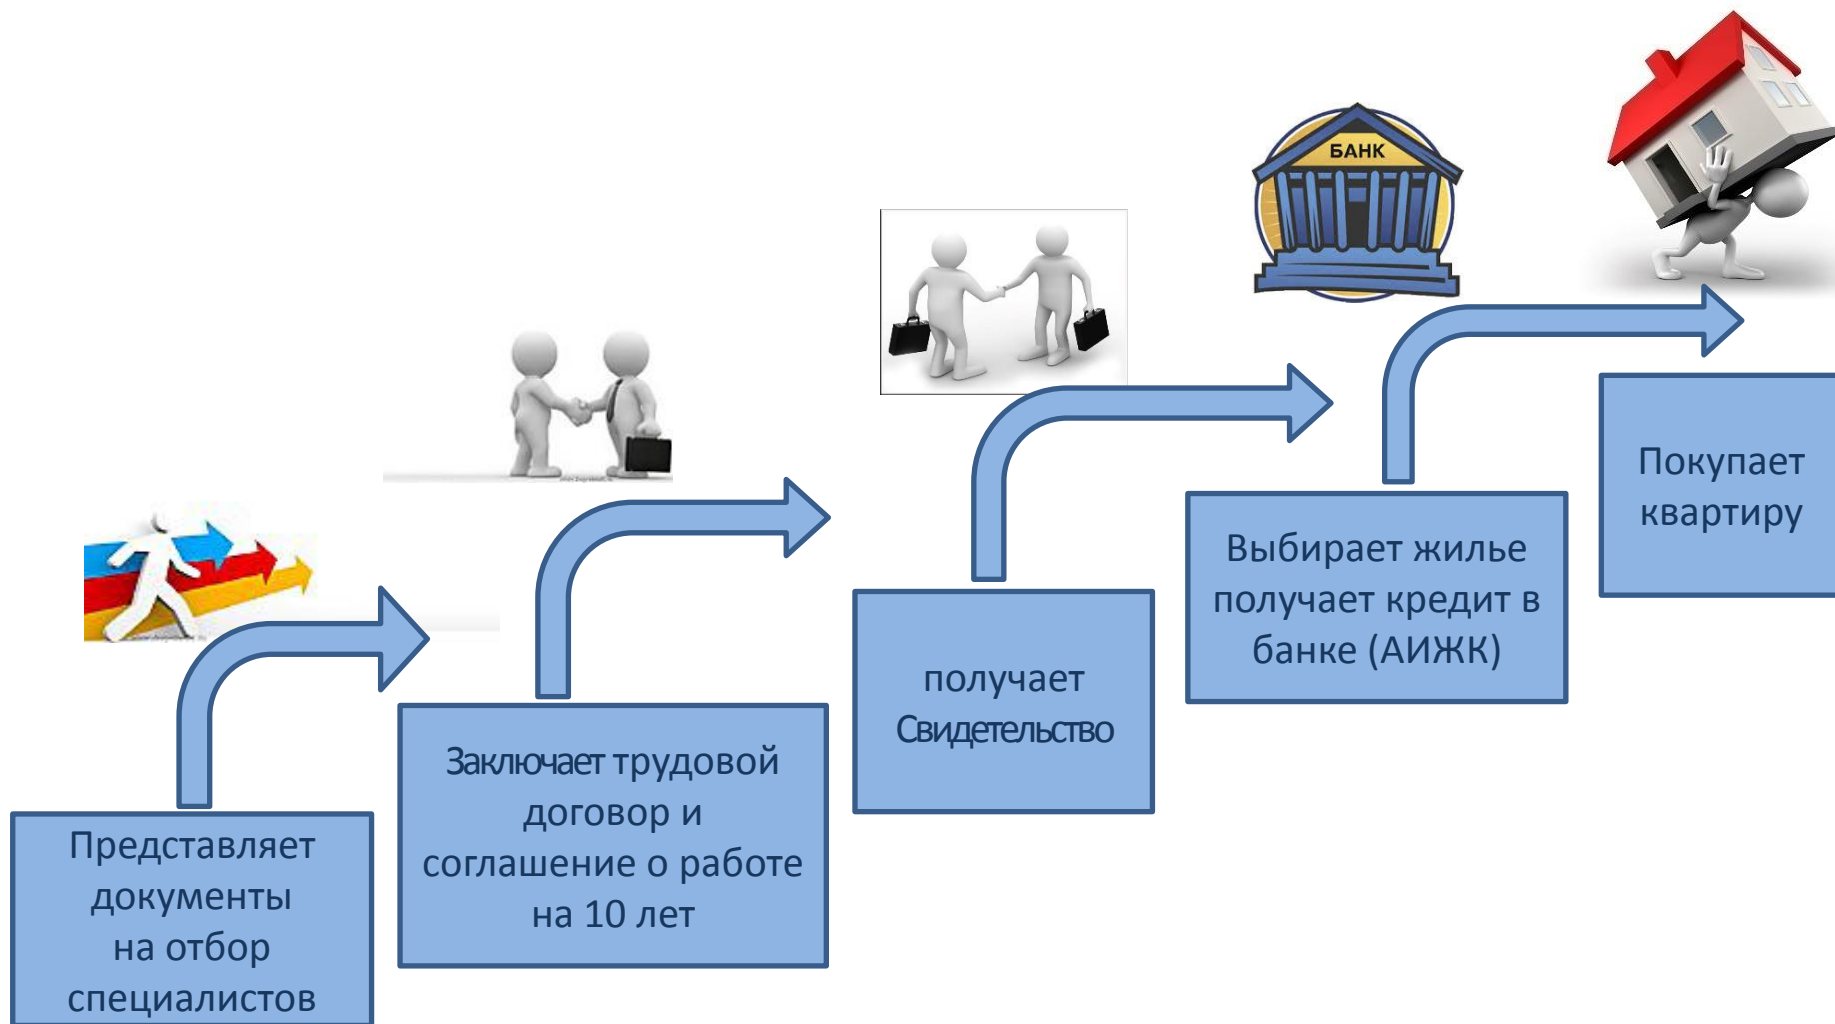 Представляет
документы
на отбор
специалистов
Заключает трудовой
договор и
соглашение о работе
на 10 лет
получает
Свидетельство
Выбирает жилье
получает кредит в
банке (АИЖК)
Покупает
квартиру
БАНК